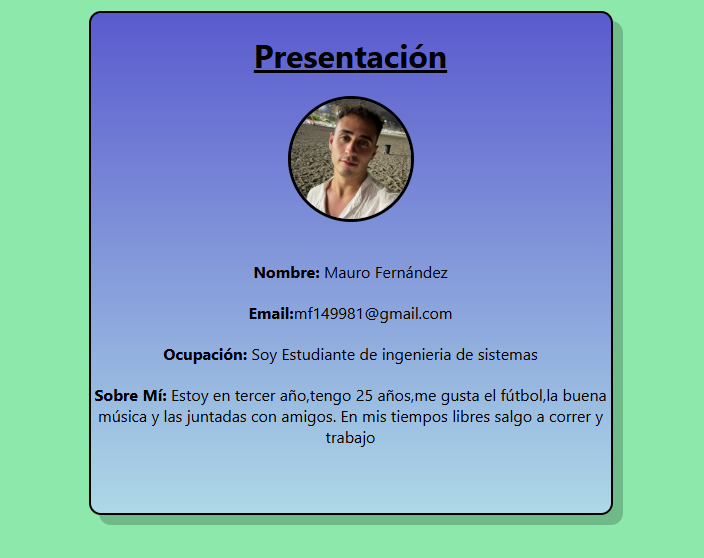 Presentación
Nombre: Mauro Fernández
Email:mf149981@gmail.com
Ocupación: Soy Estudiante de ingenieria de sistemas
Sobre Mí: Estoy en tercer año,tengo 25 años,me gusta el fútbol,la buena
música y las juntadas con amigos. En mis tiempos libres salgo a correr y
trabajo